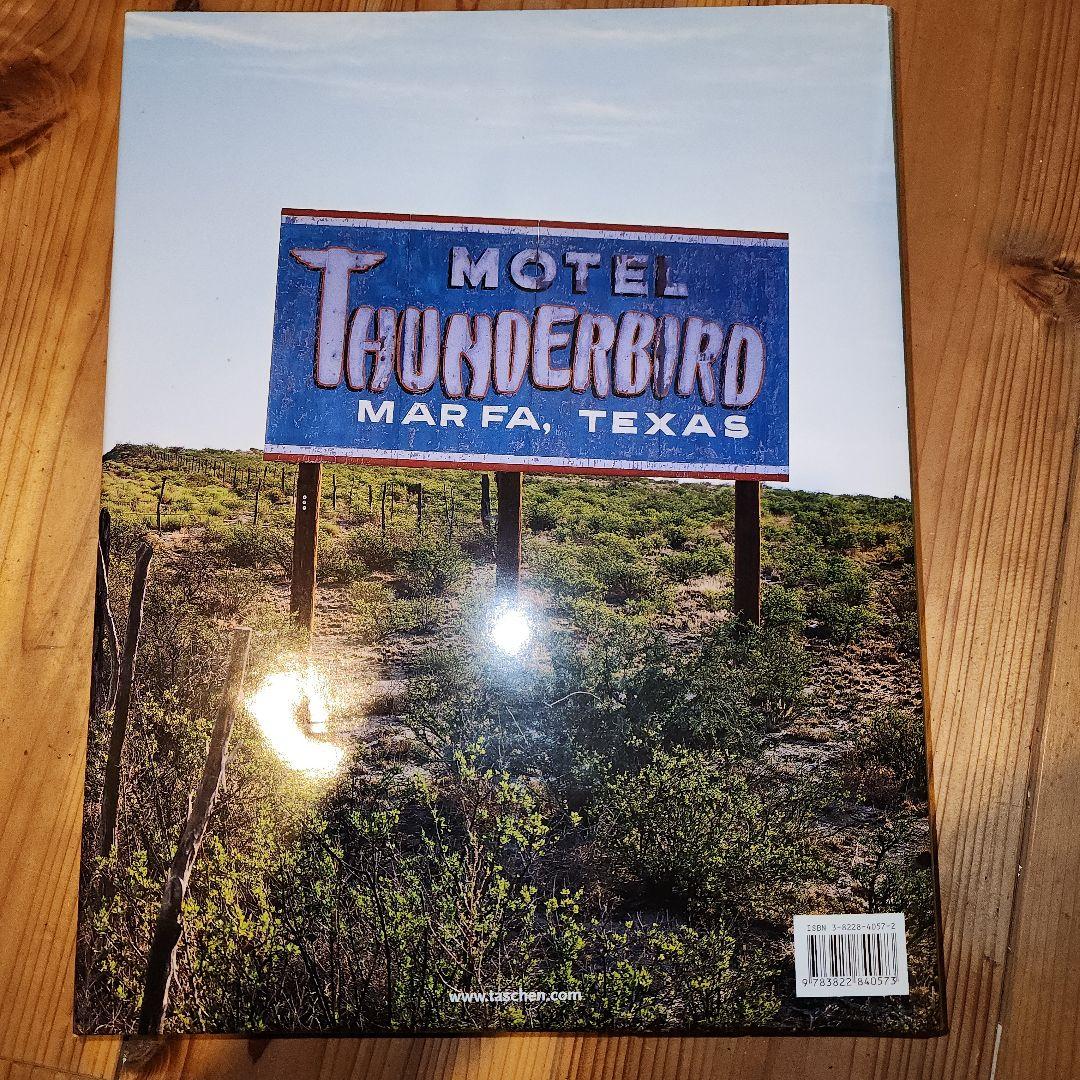 MOTEL
THUNDERBIRD
MARFA, TEXAS
ISBN 3-8228-4057-2
9 783822 840573
www.taschen.com